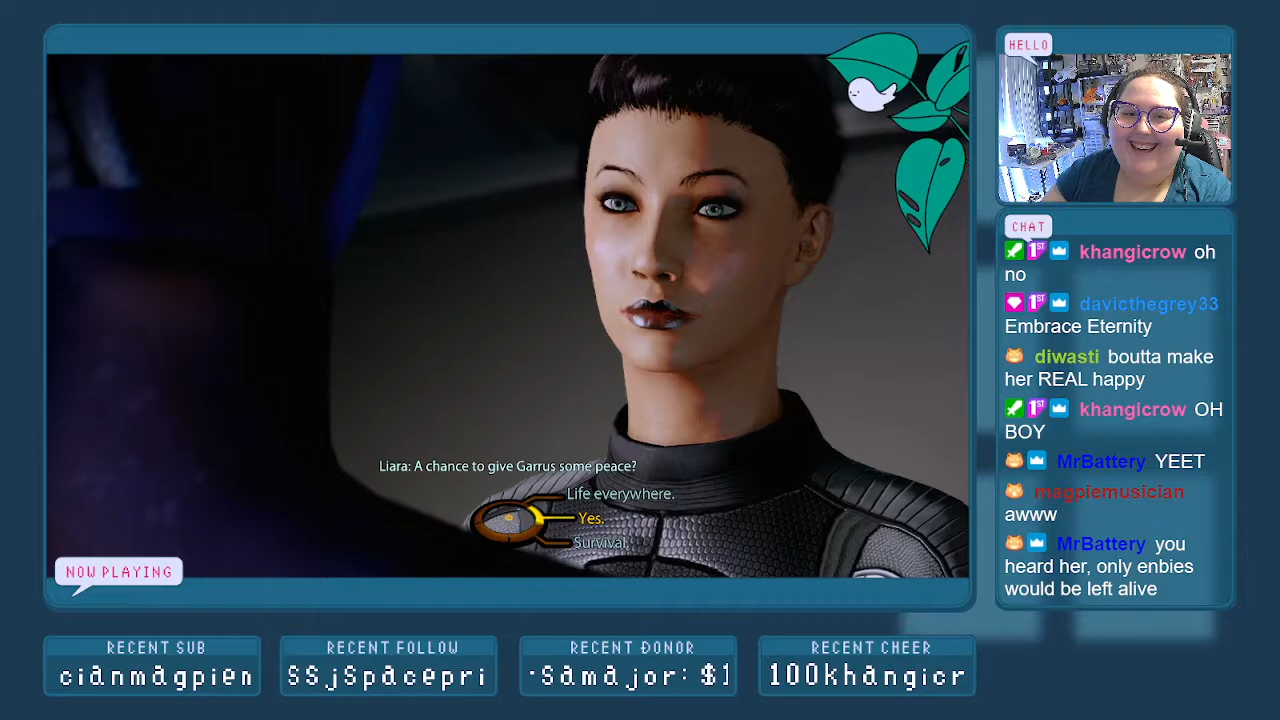 HELLO
CHAT
1ST khangicrow oh
no
1ST davicthegrey33
Embrace Eternity
diwasti boutta make
her REAL happy
1ST khangicrow OH
BOY
MrBattery YEET
magpiemusician
awww
MrBattery you
heard her, only enbies
would be left alive
Liara: A chance to give Garrus some peace?
Life everywhere.
Yes.
Survival.
NOW PLAYING
RECENT SUB
cianmagpien
RECENT FOLLOW
SSjSpacepri
RECENT DONOR
-Samajor: $1
RECENT CHEER
100khangicr